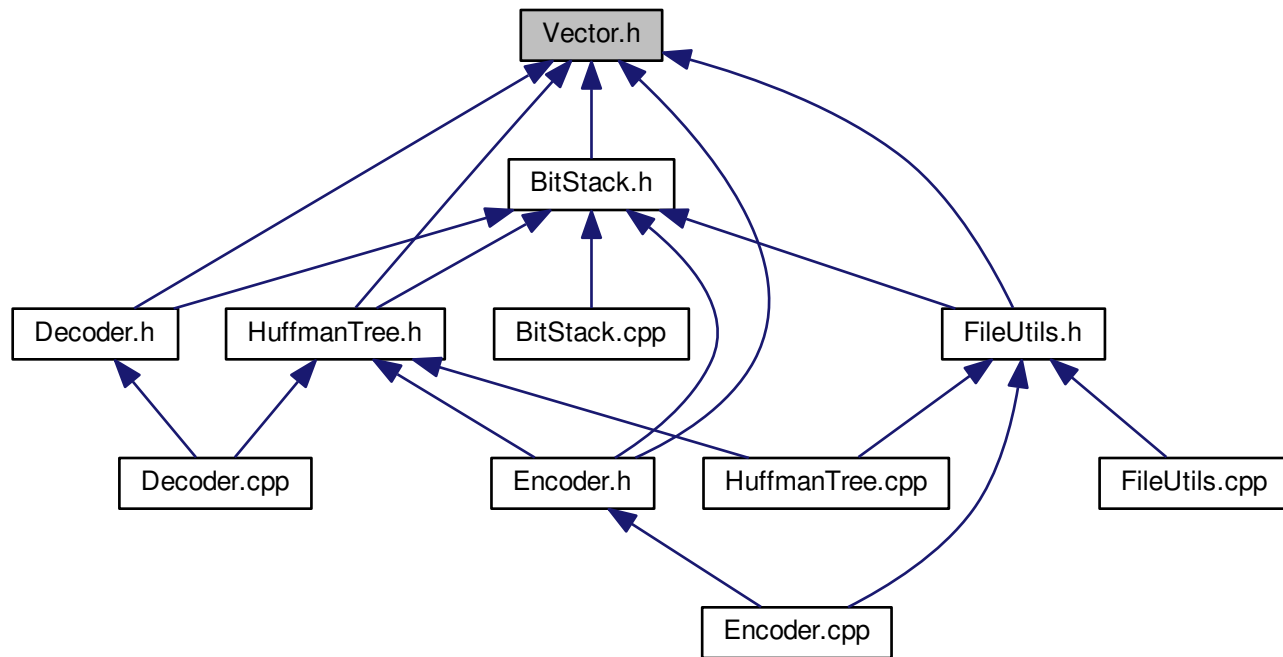 Vector.h
BitStack.h
Decoder.h
HuffmanTree.h
BitStack.cpp
FileUtils.h
Decoder.cpp
Encoder.h
HuffmanTree.cpp
FileUtils.cpp
Encoder.cpp